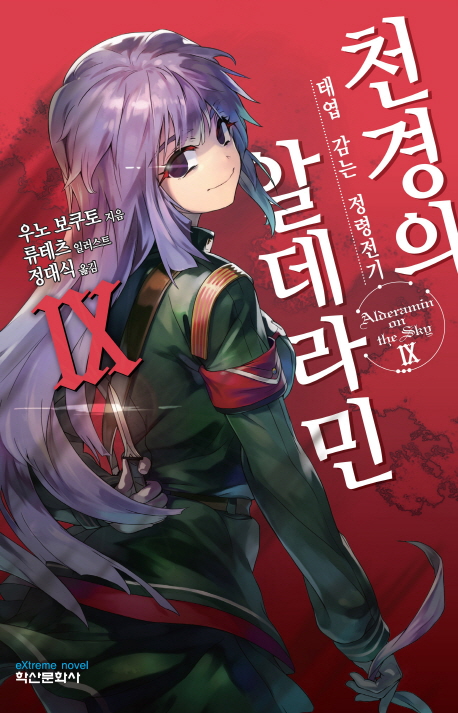 천경의
알데라민
태엽 감는 정령전기
Alderamin
on
the Sky
IX
우노 보쿠토 지음
류테츠 일러스트
정대식 옮김
IX
eXtreme novel
학산문화사